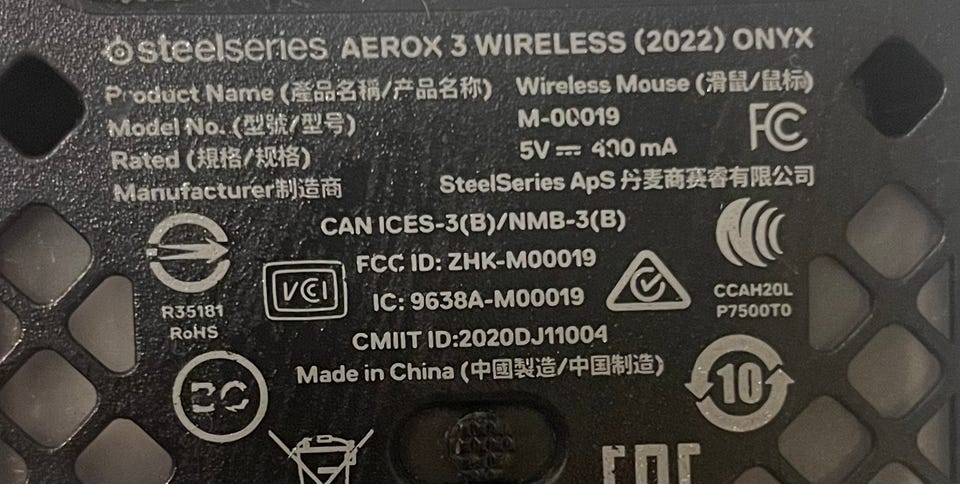 steelseries AEROX 3 WIRELESS (2022) ONYX
Product Name (產品名稱/产品名称) Wireless Mouse (滑鼠/鼠标)
Model No. (型號/型号) M-00019
Rated (規格/规格) 5V ⎓ 400 mA
Manufacturer制造商 SteelSeries ApS 丹麦商赛睿有限公司
FC
CAN ICES-3(B)/NMB-3(B)
FCC ID: ZHK-M00019
IC: 9638A-M00019
CMIIT ID:2020DJ11004
Made in China (中國製造/中国制造)
R35181
RoHS
VCI
CCAH20L
P7500T0
10